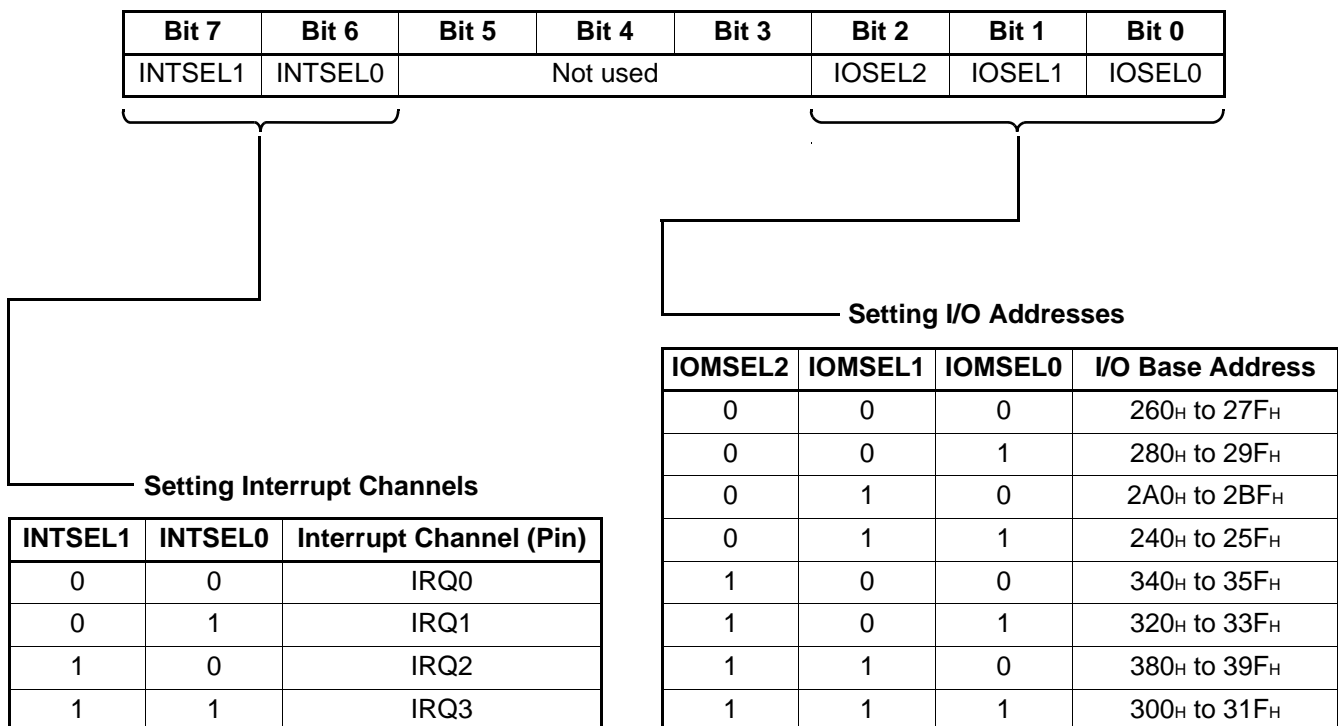 Bit 7 Bit 6 Bit 5 Bit 4 Bit 3 Bit 2 Bit 1 Bit 0
INTSEL1 INTSEL0 Not used IOSEL2 IOSEL1 IOSEL0
Setting I/O Addresses
IOMSEL2 IOMSEL1 IOMSEL0 I/O Base Address
0 0 0 260H to 27FH
0 0 1 280H to 29FH
0 1 0 2A0H to 2BFH
0 1 1 240H to 25FH
1 0 0 340H to 35FH
1 0 1 320H to 33FH
1 1 0 380H to 39FH
1 1 1 300H to 31FH
Setting Interrupt Channels
INTSEL1 INTSEL0 Interrupt Channel (Pin)
0 0 IRQ0
0 1 IRQ1
1 0 IRQ2
1 1 IRQ3